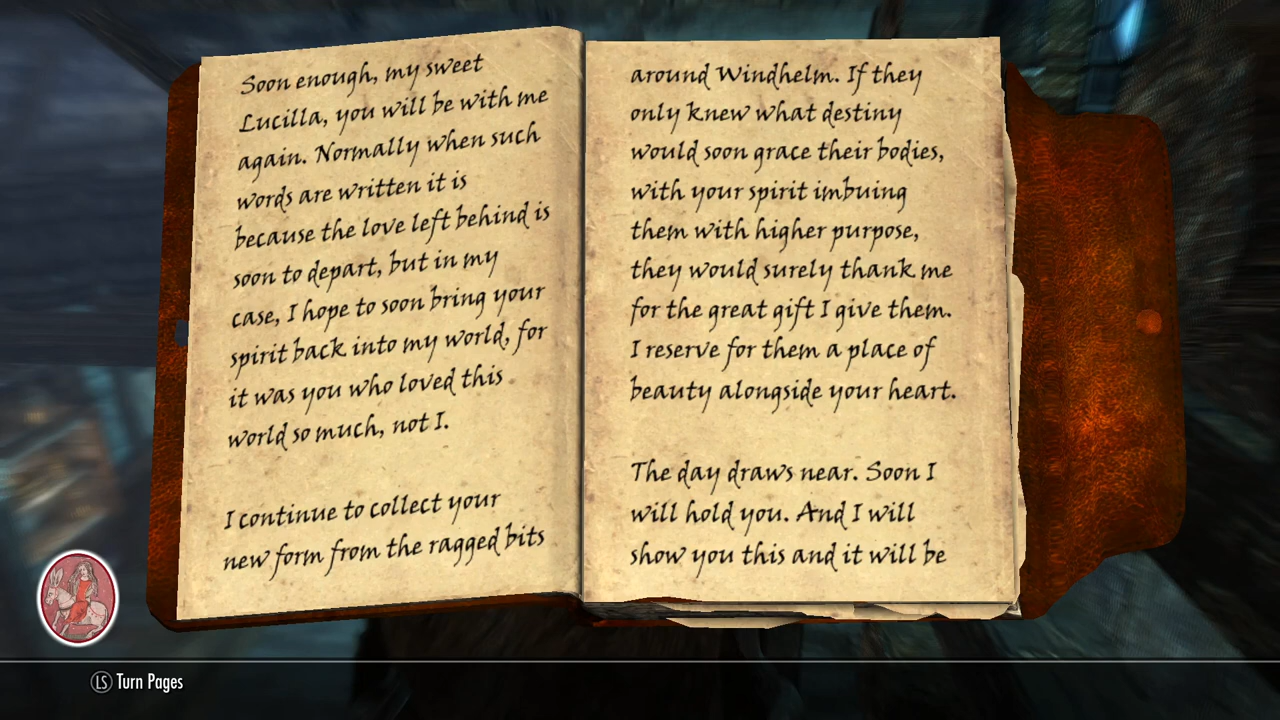 Soon enough, my sweet
Lucilla, you will be with me
again. Normally when such
words are written it is
because the love left behind is
soon to depart, but in my
case, I hope to soon bring your
spirit back into my world, for
it was you who loved this
world so much, not I.
I continue to collect your
new form from the ragged bits
around Windhelm. If they
only knew what destiny
would soon grace their bodies,
with your spirit imbuing
them with higher purpose,
they would surely thank me
for the great gift I give them.
I reserve for them a place of
beauty alongside your heart.
The day draws near. Soon I
will hold you. And I will
show you this and it will be
LS Turn Pages